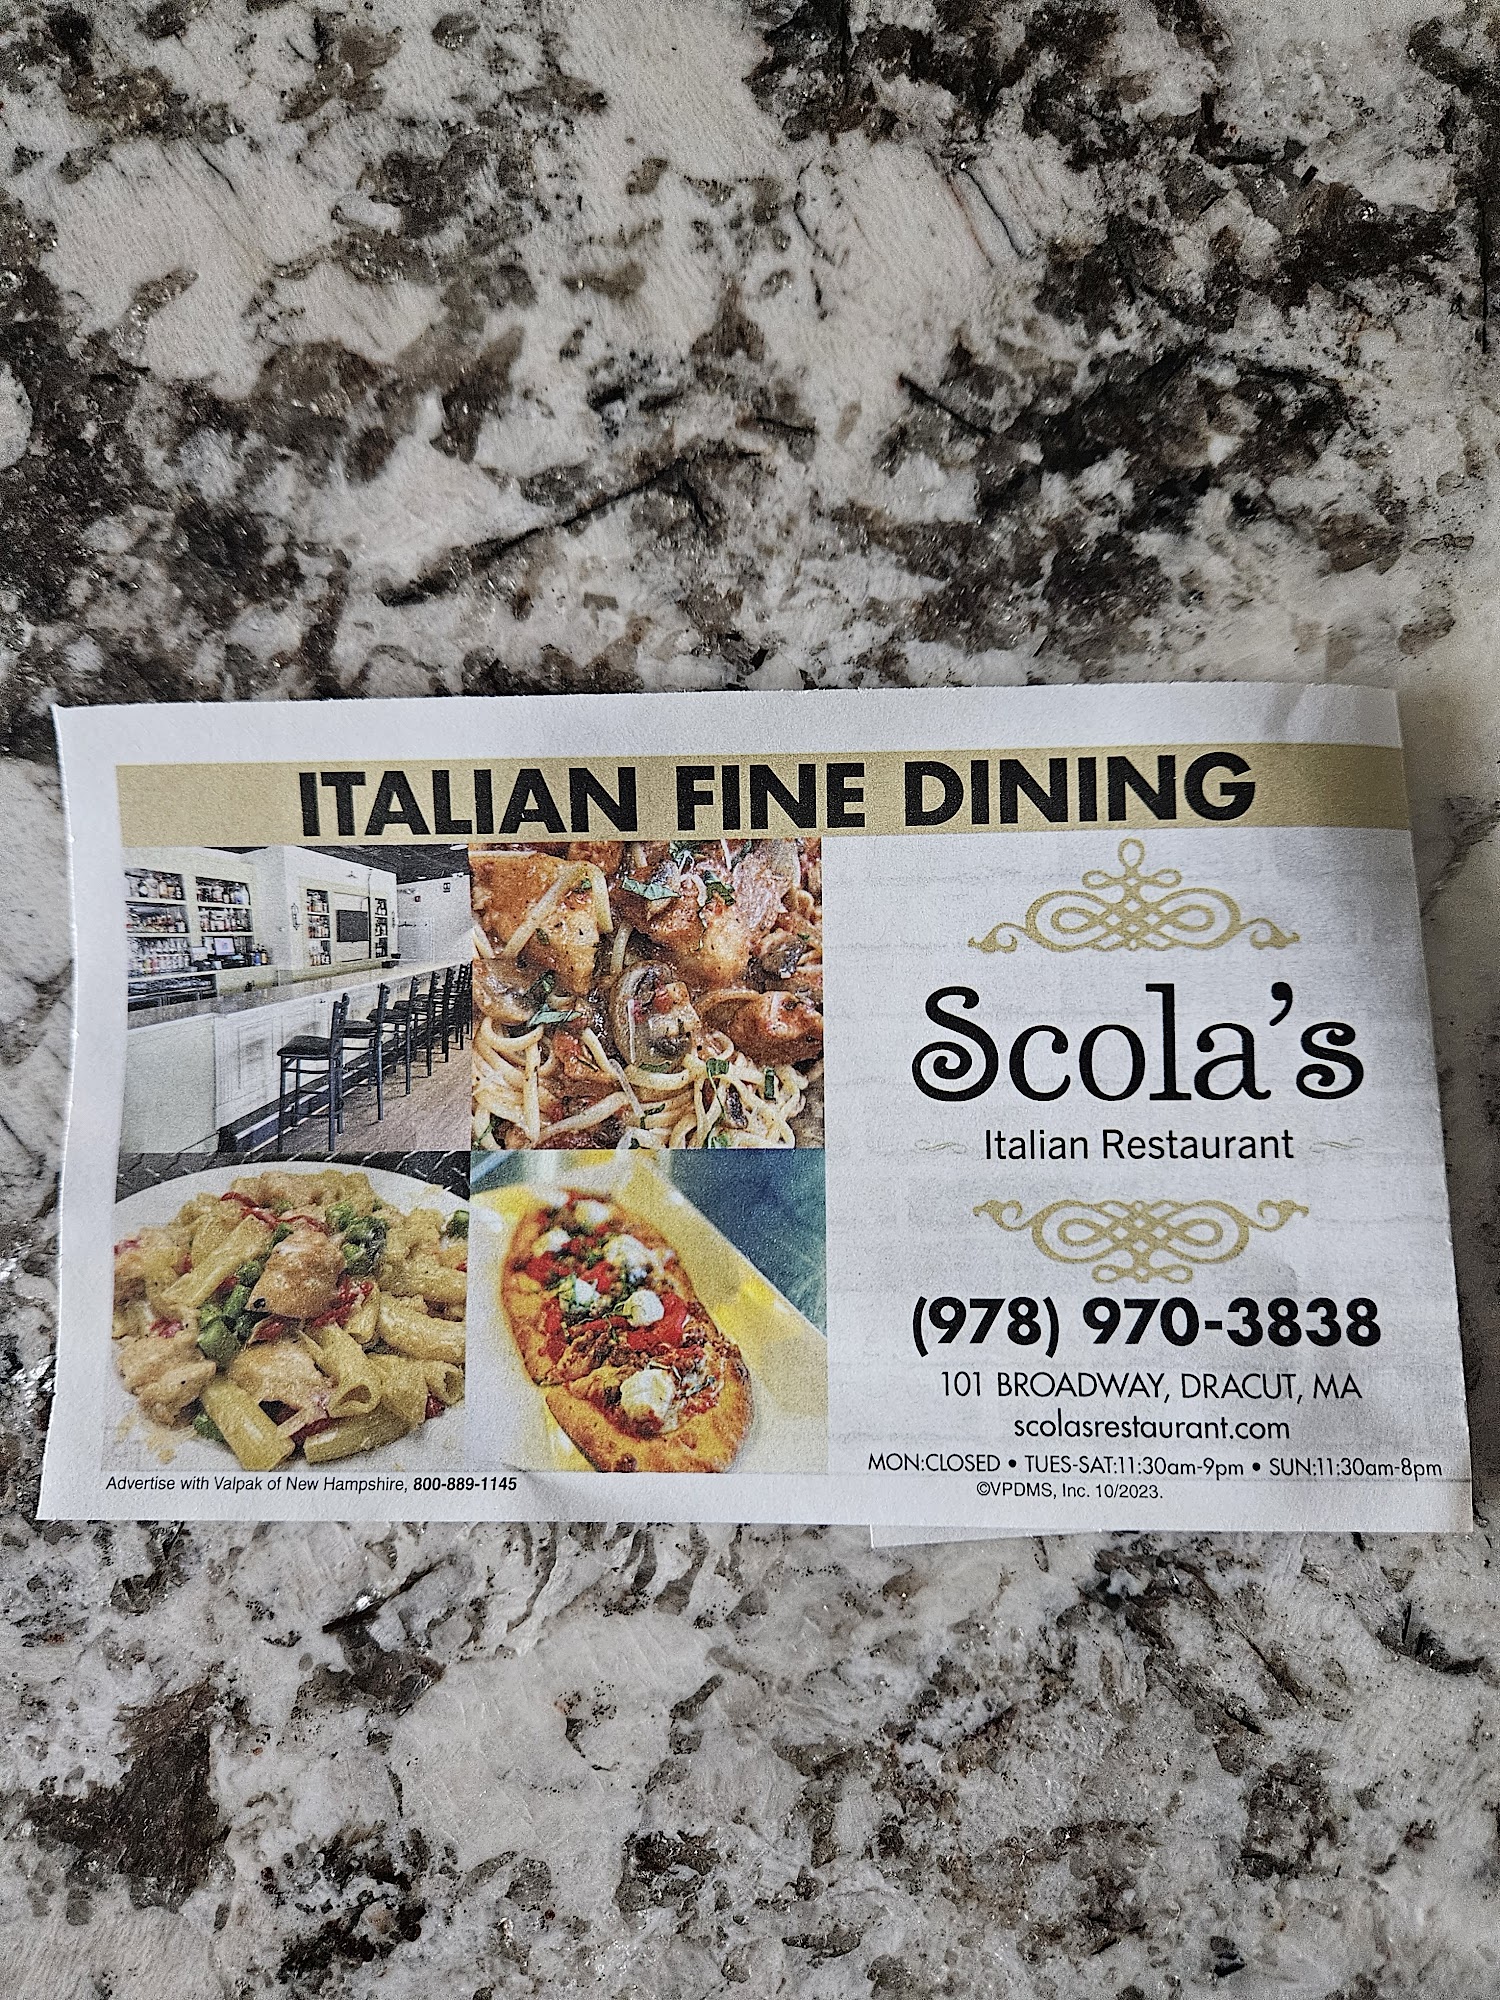 ITALIAN FINE DINING
Scola's
Italian Restaurant
(978) 970-3838
101 BROADWAY, DRACUT, MA
scolasrestaurant.com
MON:CLOSED • TUES-SAT:11:30am-9pm • SUN:11:30am-8pm
©VPDMS, Inc. 10/2023.
Advertise with Valpak of New Hampshire, 800-889-1145